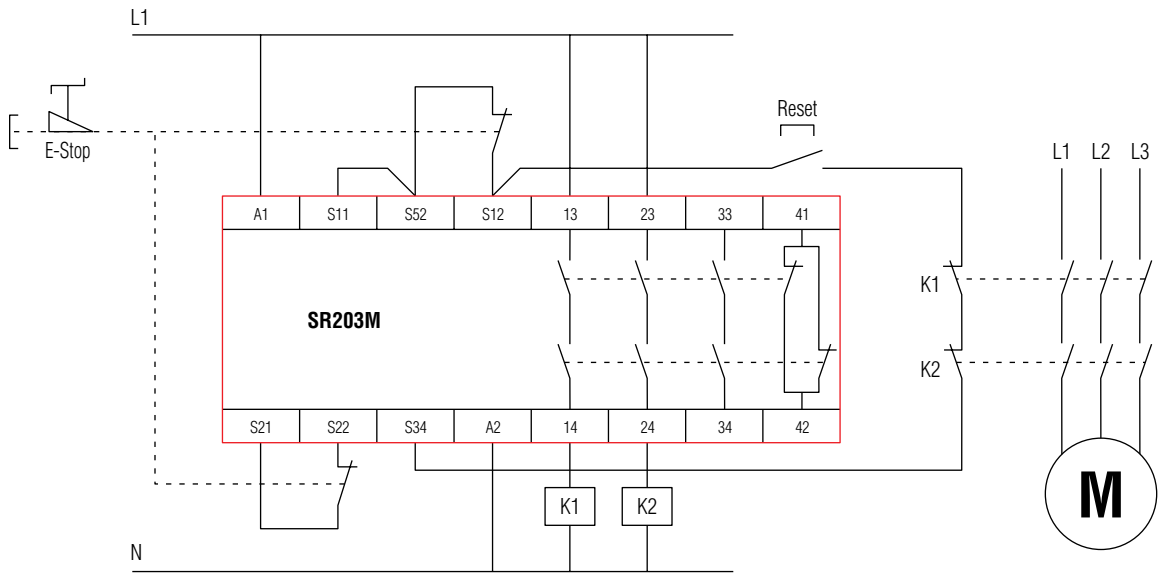 L1
E-Stop
Reset
L1 L2 L3
A1 S11 S52 S12 13 23 33 41
K1
SR203M
K2
S21 S22 S34 A2 14 24 34 42
K1 K2
M
N